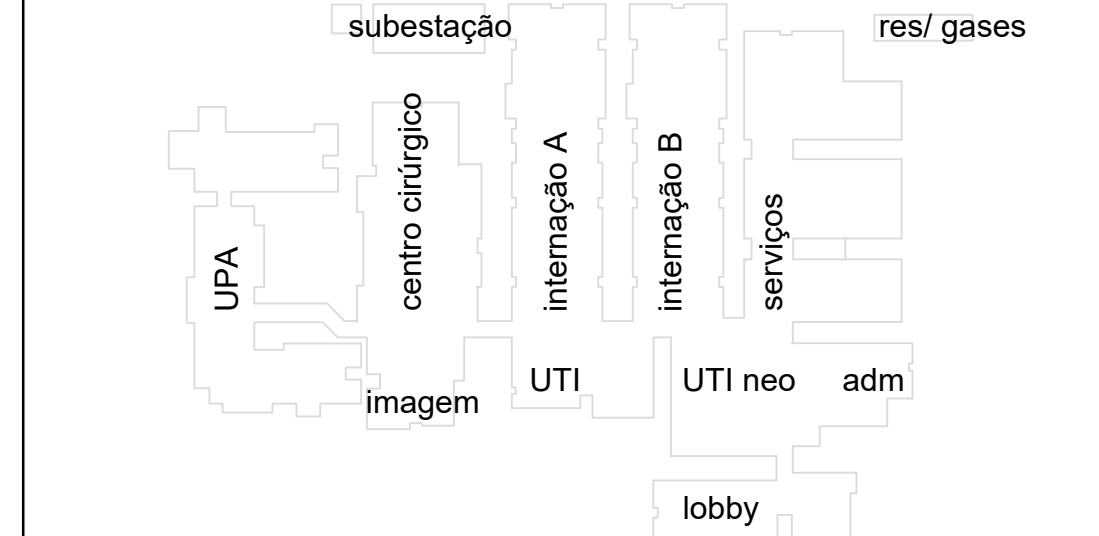 subestação
res/ gases
UPA
centro cirúrgico
internação A
internação B
serviços
imagem
UTI
UTI neo
adm
lobby